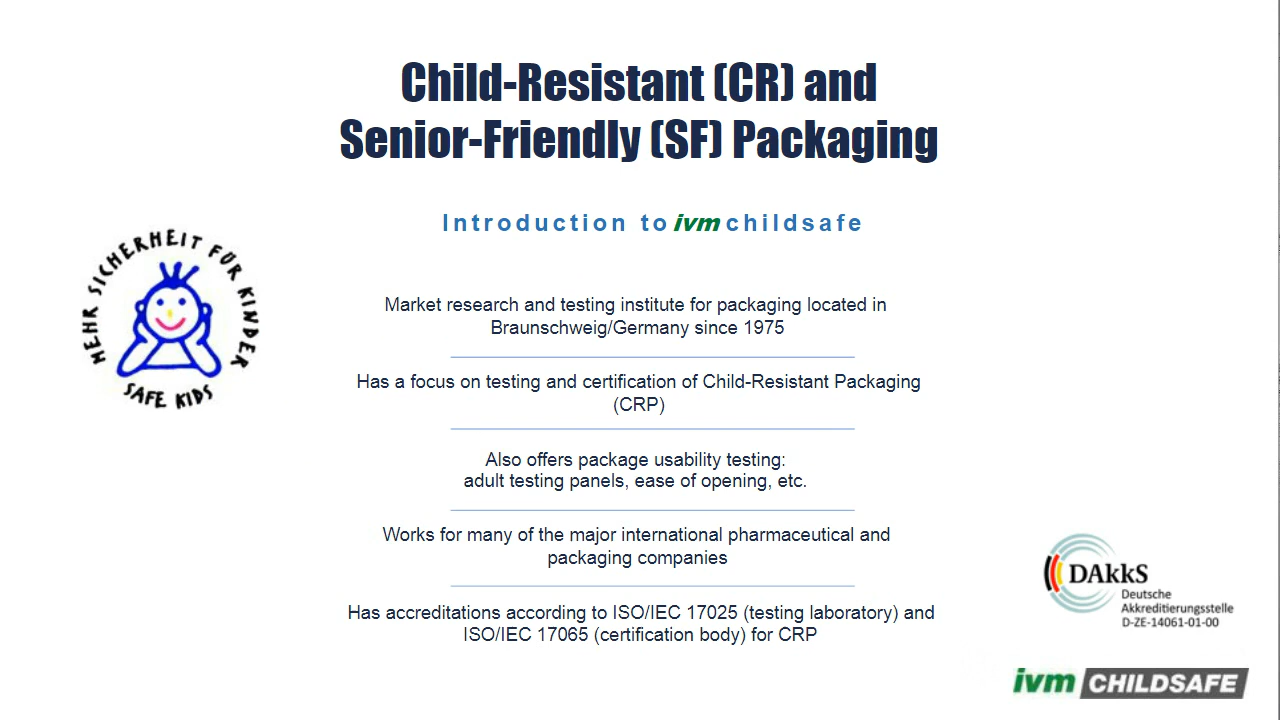 Child-Resistant (CR) and
Senior-Friendly (SF) Packaging
Introduction to ivm childsafe
MEHR SICHERHEIT FÜR KINDER
SAFE KIDS
Market research and testing institute for packaging located in
Braunschweig/Germany since 1975
Has a focus on testing and certification of Child-Resistant Packaging
(CRP)
Also offers package usability testing:
adult testing panels, ease of opening, etc.
Works for many of the major international pharmaceutical and
packaging companies
Has accreditations according to ISO/IEC 17025 (testing laboratory) and
ISO/IEC 17065 (certification body) for CRP
DAkkS
Deutsche
Akkreditierungsstelle
D-ZE-14061-01-00
ivm CHILDSAFE